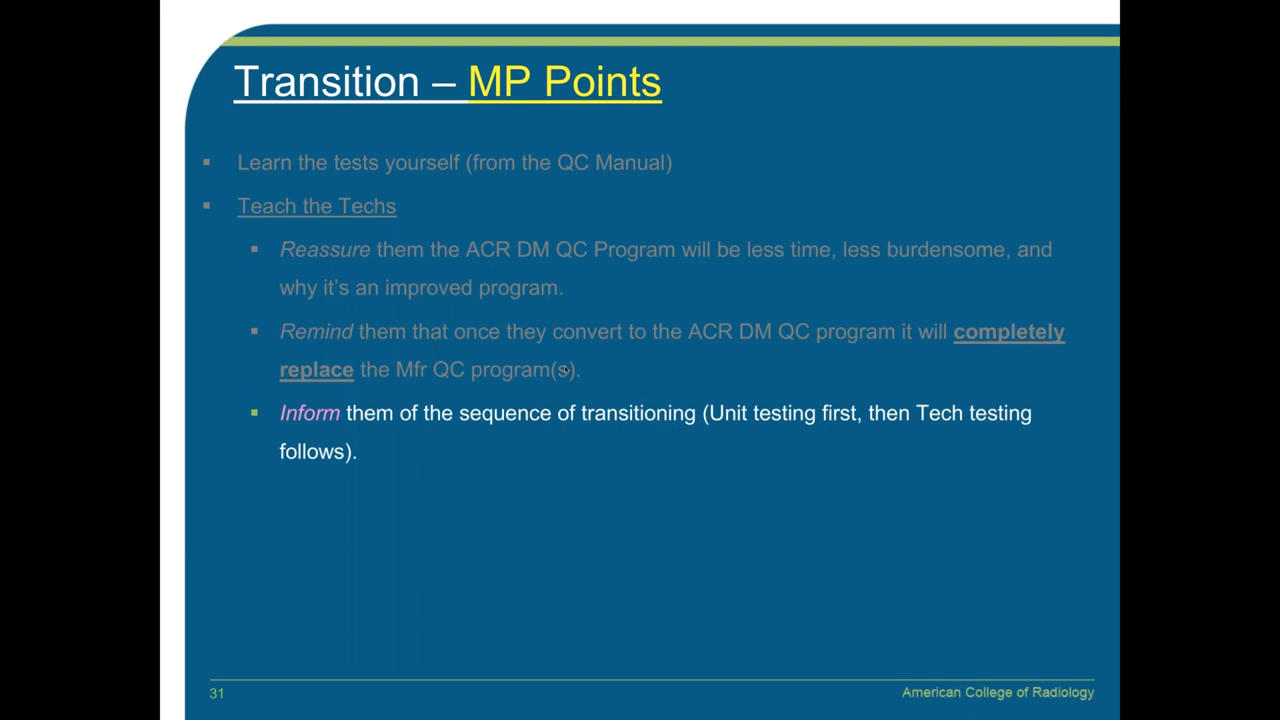 Transition – MP Points
▪ Learn the tests yourself (from the QC Manual)
▪ Teach the Techs
▪ Reassure them the ACR DM QC Program will be less time, less burdensome, and
why it's an improved program.
▪ Remind them that once they convert to the ACR DM QC program it will completely
replace the Mfr QC program(s).
▪ Inform them of the sequence of transitioning (Unit testing first, then Tech testing
follows).
31
American College of Radiology